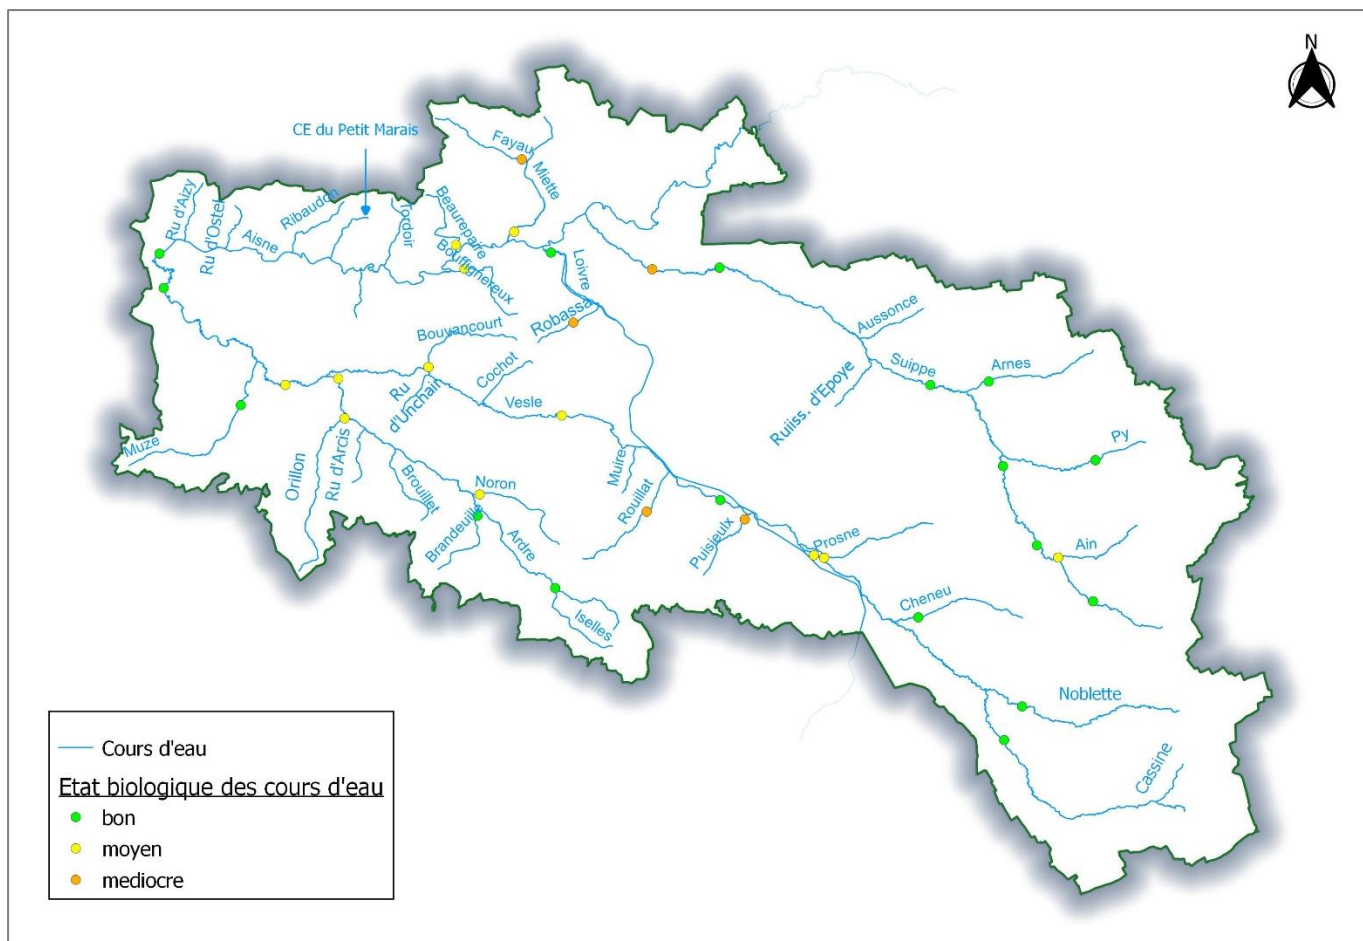 N
CE du Petit Marais
Fayau
Miette
Ru d'Aizy
Ru d'Ostel
Ribaudon
Aisne
Tordoir
Beaurepaire
Bouffignereux
Loivre
Robassa
Bouvancourt
Cochot
Ru
d'Unchair
Vesle
Aussonce
Suippe
Arnes
Ruiiss. d'Epoye
Py
Muze
Orillon
Ru d'Arcis
Brouillet
Noron
Muire
Rouillat
Brandeuille
Ardre
Puisieulx
Prosne
Ain
Iselles
Cheneu
Noblette
Cassine
Cours d'eau
Etat biologique des cours d'eau
bon
moyen
mediocre